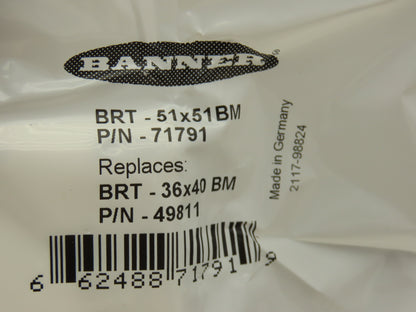 BANNER
BRT - 51x51BM
P/N - 71791
Replaces:
BRT - 36x40 BM
P/N - 49811
6 62488 71791 9
Made in Germany
2117-98824